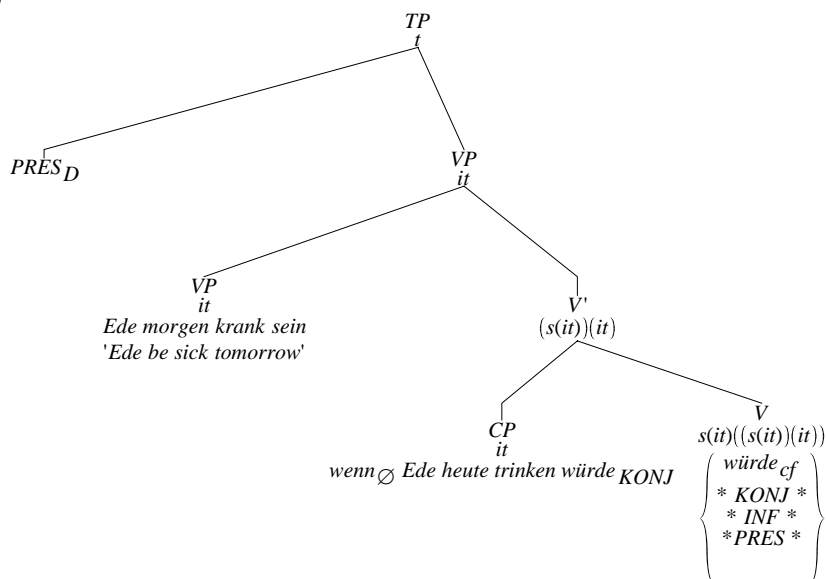 TP
t
PRES D
VP
it
VP
it
Ede morgen krank sein
'Ede be sick tomorrow'
V'
(s(it))(it)
CP
it
wenn∅ Ede heute trinken würde KONJ
V
s(it)((s(it))(it))
würde cf
* KONJ *
* INF *
*PRES *